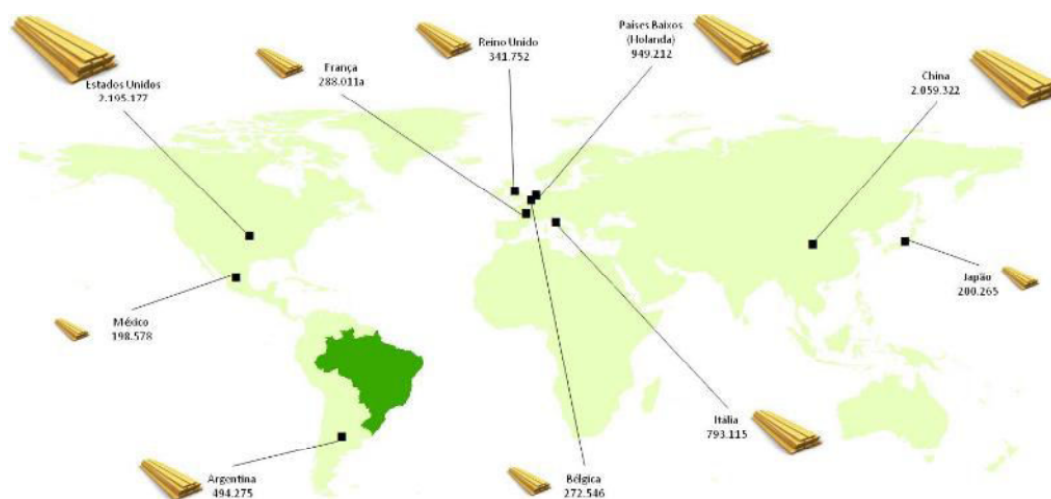 Estados Unidos
2.195.177
França
288.011a
Reino Unido
341.752
Países Baixos
(Holanda)
949.212
China
2.059.322
Japão
200.265
México
198.578
Argentina
494.275
Bélgica
272.546
Itália
793.115